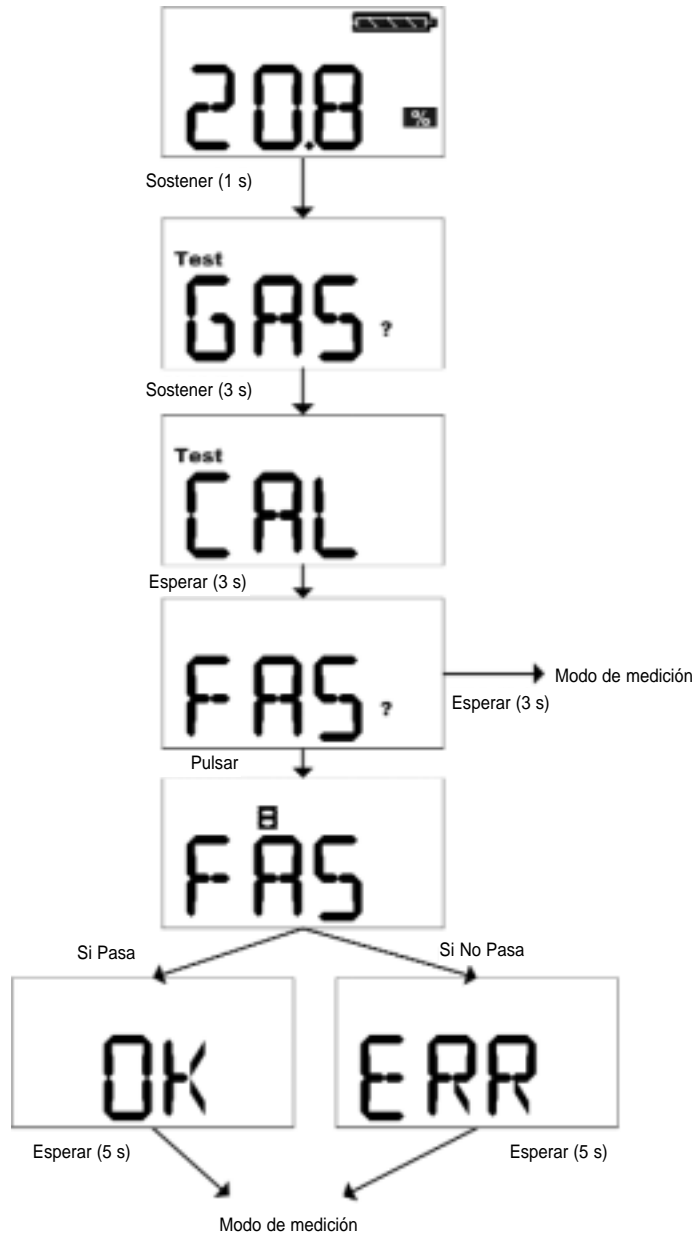 20.8 %
Sostener (1 s)
Test
GAS ?
Sostener (3 s)
Test
CAL
Esperar (3 s)
FAS ?
Modo de medición
Esperar (3 s)
Pulsar
FAS
Si Pasa
Si No Pasa
OK
ERR
Esperar (5 s)
Esperar (5 s)
Modo de medición